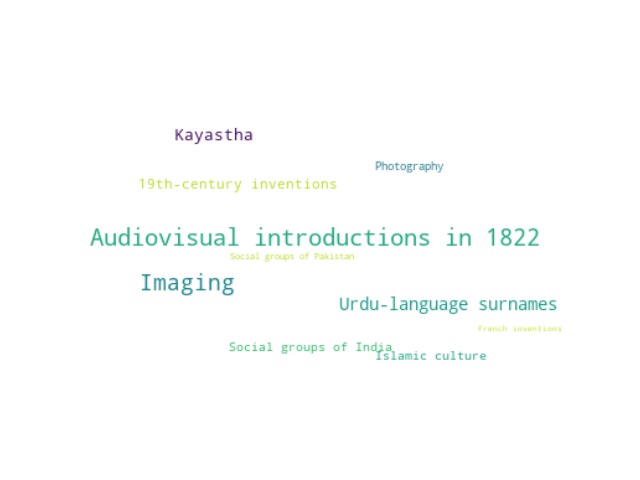 Kayastha
Photography
19th-century inventions
Audiovisual introductions in 1822
Social groups of Pakistan
Imaging
Urdu-language surnames
French inventions
Social groups of India
Islamic culture